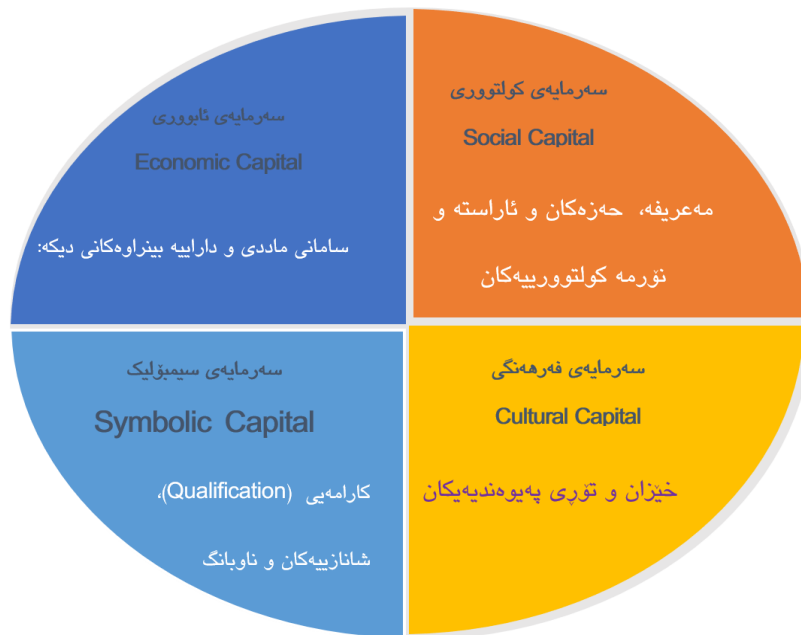 سەرمایەی کولتووری
Social Capital
مەعریفە، حەزەکان و ئاراستە و
نۆرمە کولتوورییەکان
سەرمایەی ئابووری
Economic Capital
سامانی ماددی و داراییە بینراوەکانی دیکە:
سەرمایەی فەرهەنگی
Cultural Capital
خێزان و تۆڕی پەیوەندیەیکان
سەرمایەی سیمبۆلیک
Symbolic Capital
کارامەیی (Qualification)،
شانازییەکان و ناوبانگ